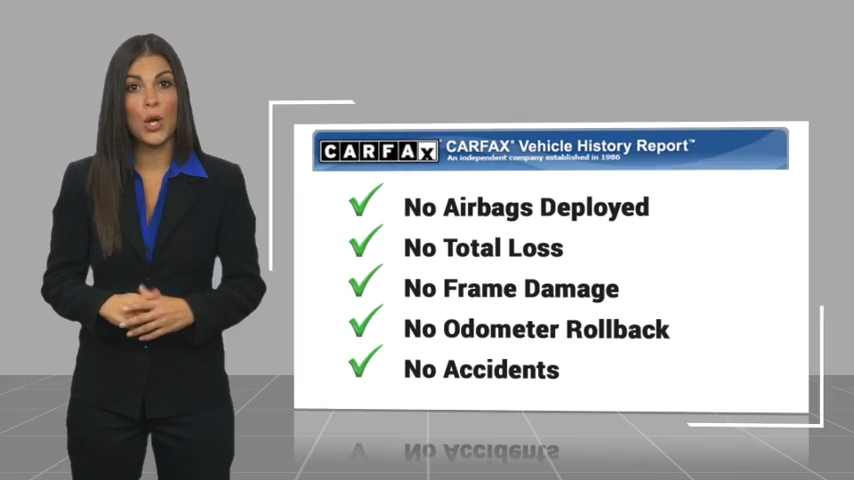 CARFAX
CARFAX® Vehicle History Report™
An independent company established in 1986
No Airbags Deployed
No Total Loss
No Frame Damage
No Odometer Rollback
No Accidents
No Accidents